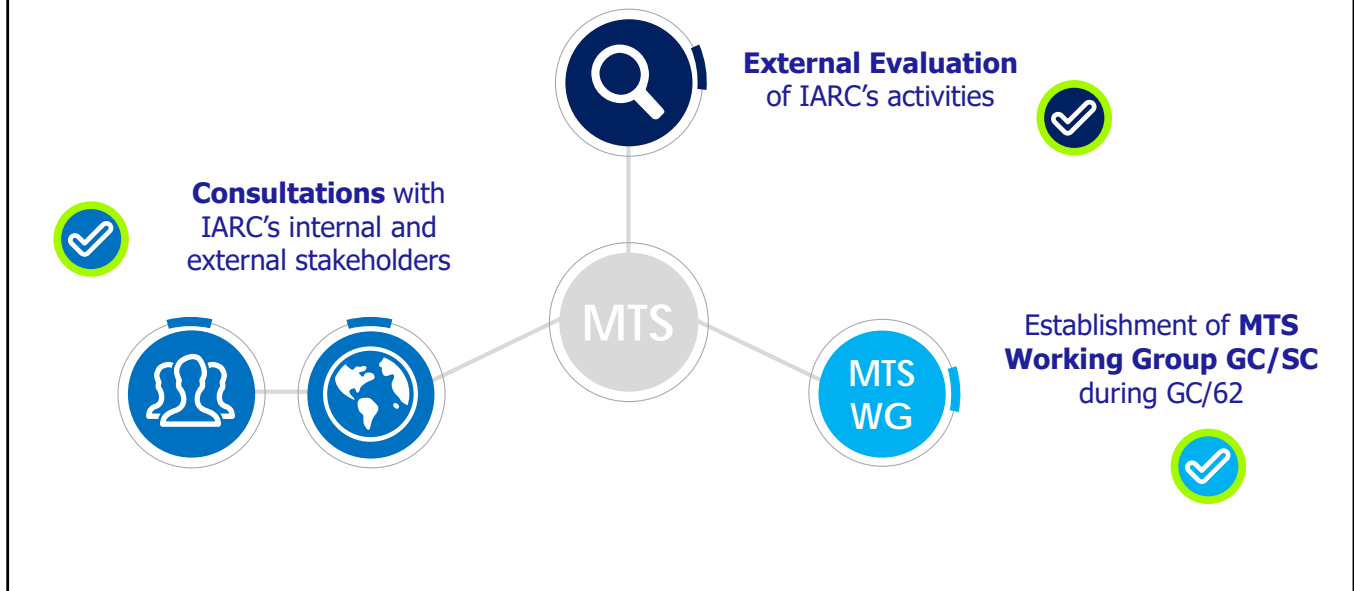 External Evaluation
of IARC’s activities
Consultations with
IARC’s internal and
external stakeholders
MTS
Establishment of MTS
Working Group GC/SC
during GC/62
MTS
WG